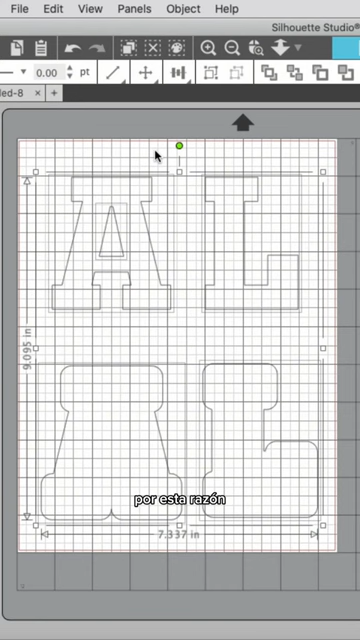 File Edit View Panels Object Help
Silhouette Studio®
0.00 pt
led-8 × +
A L
9.095 in
A L
por esta razón
7.337 in